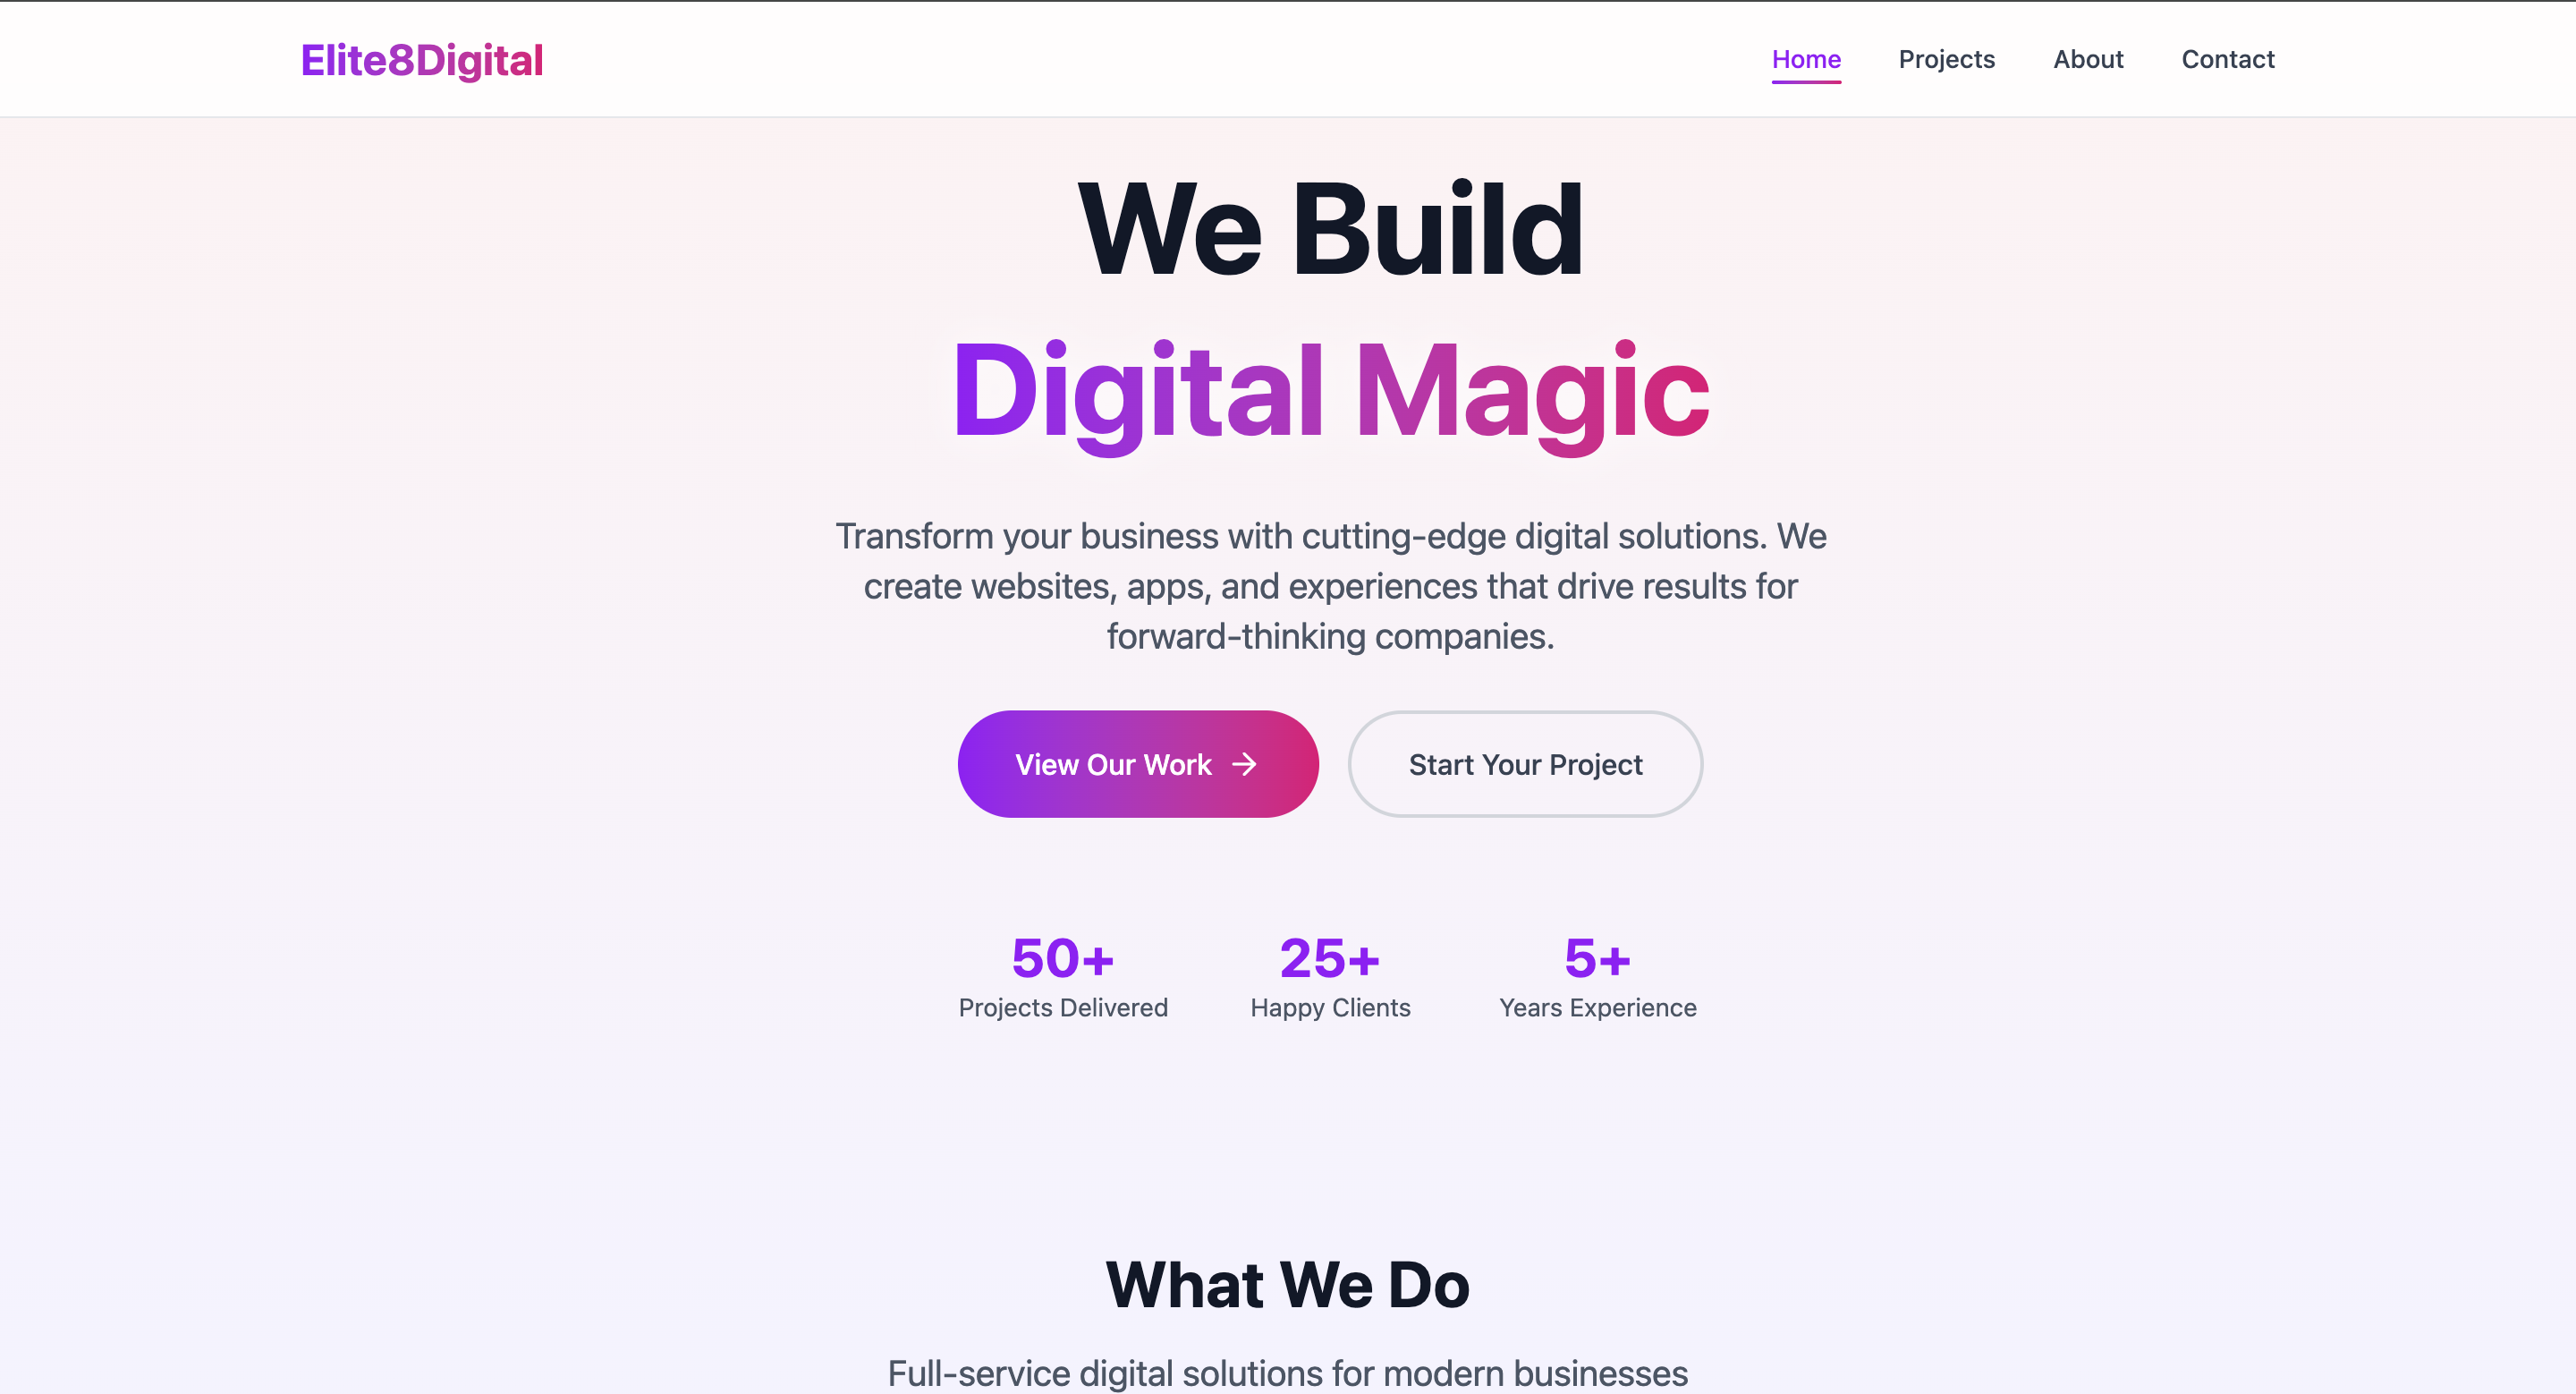 Elite8Digital
Home Projects About Contact
We Build
Digital Magic
Transform your business with cutting-edge digital solutions. We
create websites, apps, and experiences that drive results for
forward-thinking companies.
View Our Work →
Start Your Project
50+
Projects Delivered
25+
Happy Clients
5+
Years Experience
What We Do
Full-service digital solutions for modern businesses